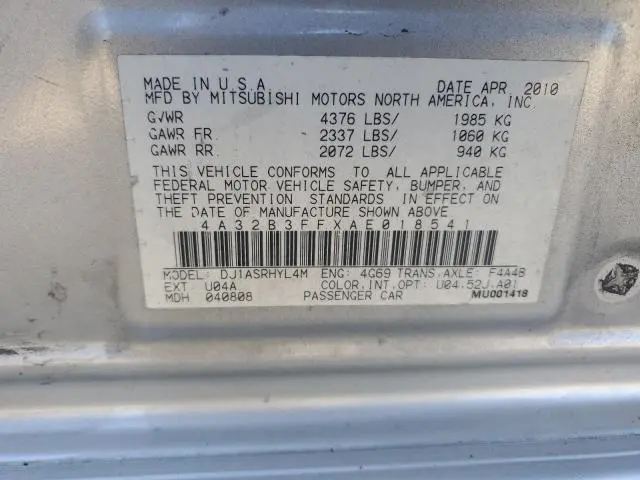 MADE IN U.S.A. DATE APR. 2010
MFD BY MITSUBISHI MOTORS NORTH AMERICA, INC.
GVWR 4376 LBS/ 1985 KG
GAWR FR. 2337 LBS/ 1060 KG
GAWR RR. 2072 LBS/ 940 KG
THIS VEHICLE CONFORMS TO ALL APPLICABLE
FEDERAL MOTOR VEHICLE SAFETY, BUMPER, AND
THEFT PREVENTION STANDARDS IN EFFECT ON
THE DATE OF MANUFACTURE SHOWN ABOVE
4A32B3FFXAE018541
MODEL: DJ1ASRHYL4M ENG: 4G69 TRANS.AXLE: F4A4B
EXT U04A COLOR.INT.OPT: U04.52J.A01
MDH 040808 PASSENGER CAR MU001418